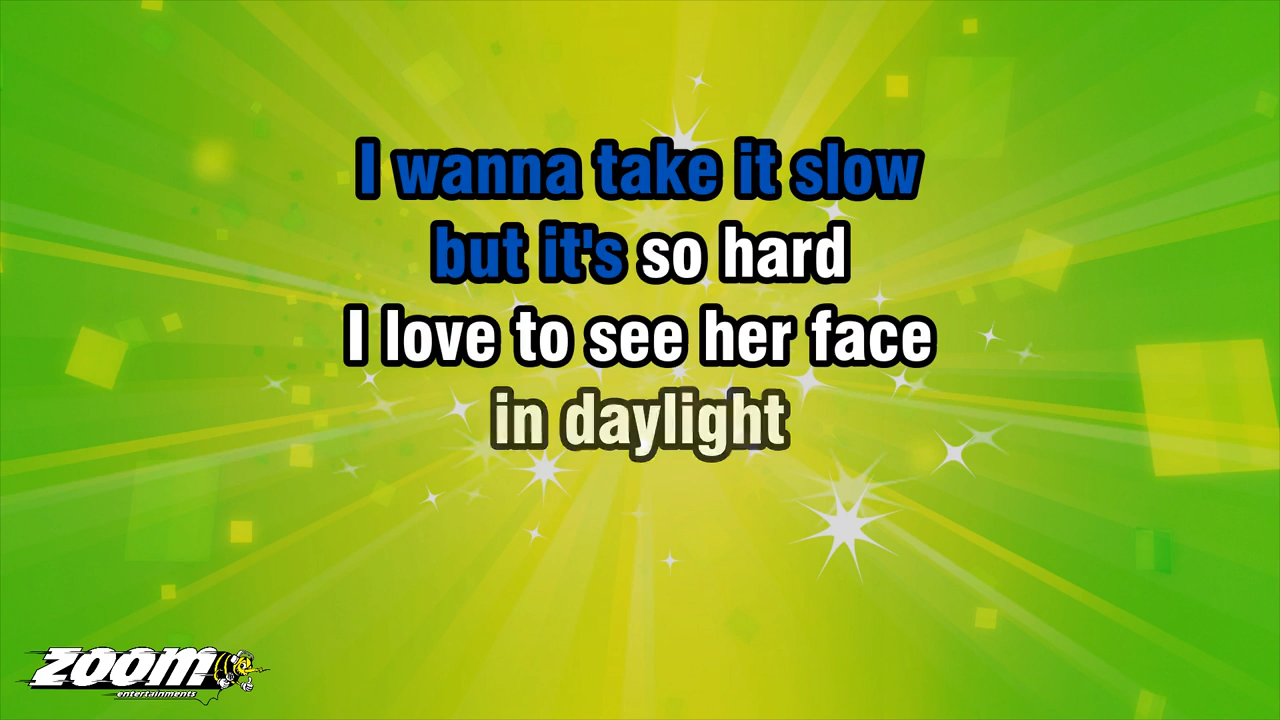 I wanna take it slow
but it's so hard
I love to see her face
in daylight
zoom
entertainments